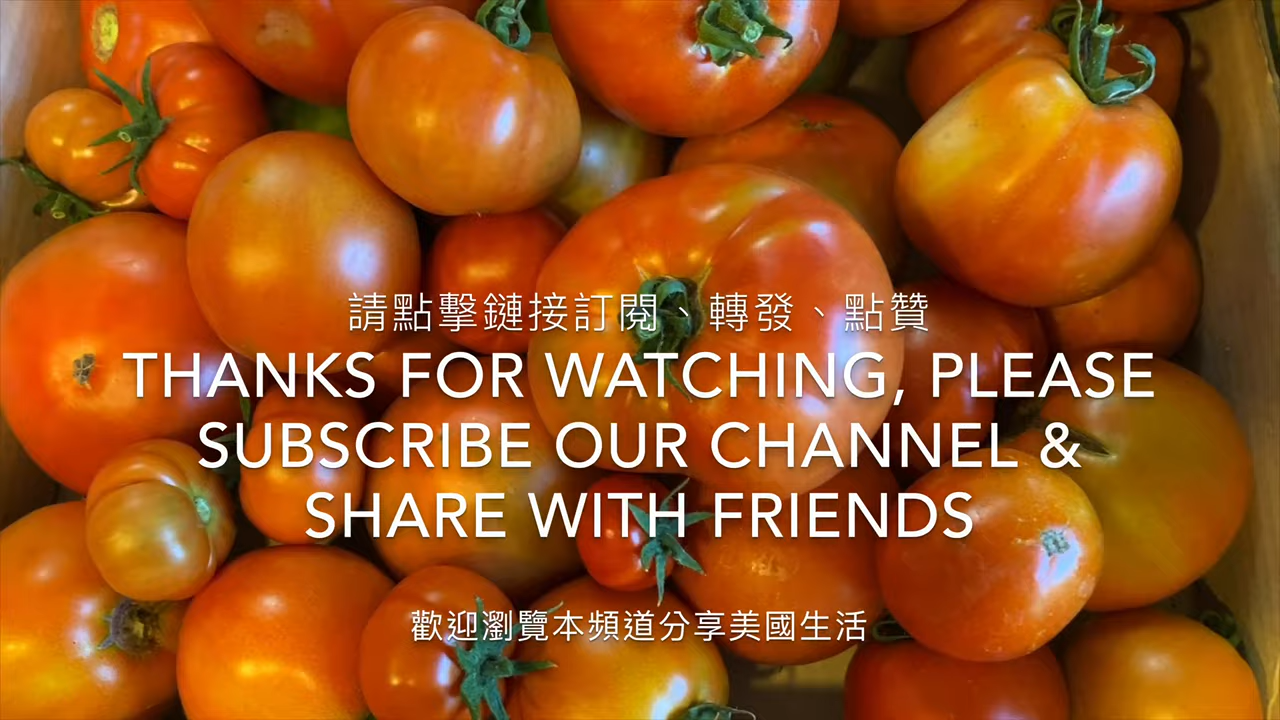 請點擊鏈接訂閱、轉發、點贊
THANKS FOR WATCHING, PLEASE
SUBSCRIBE OUR CHANNEL &
SHARE WITH FRIENDS
歡迎瀏覽本頻道分享美國生活